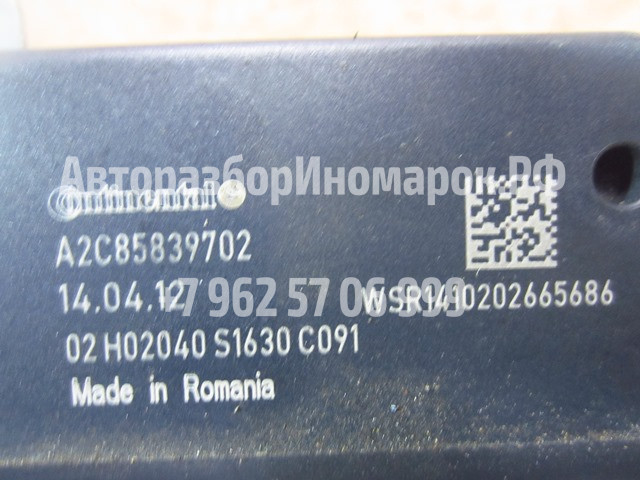 АвторазборИномарок.РФ
Continental
A2C85839702
14.04.12
+7 962 57 06 999
WSR1410202665686
02 H02040 S1630 C091
Made in Romania